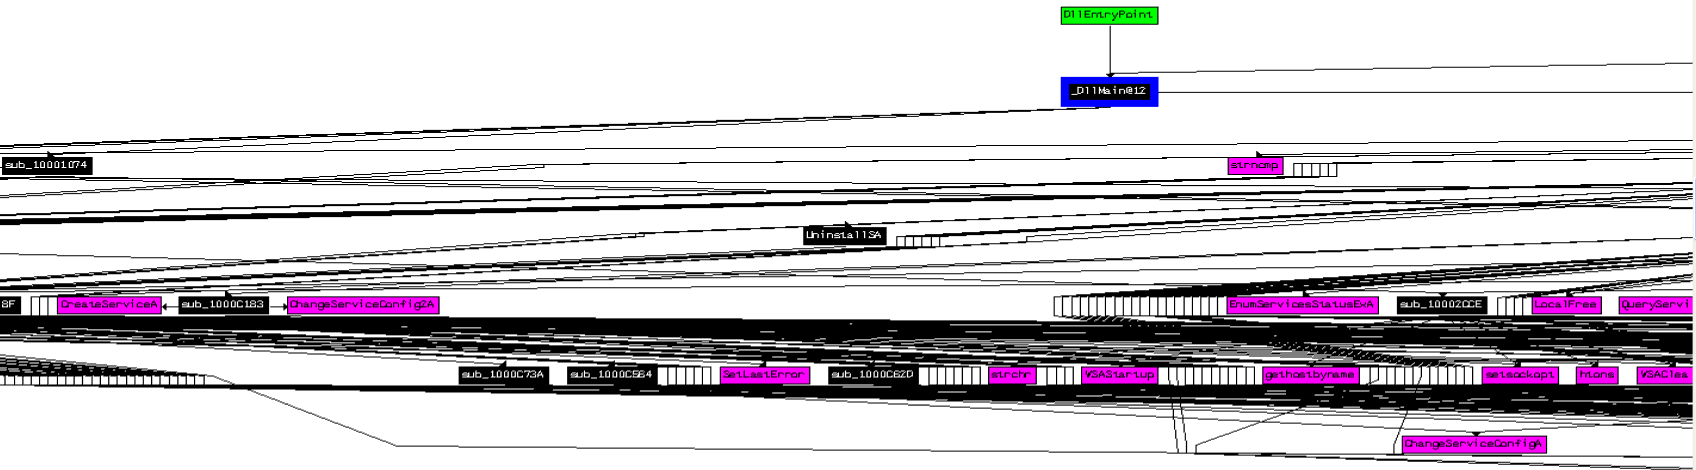 DllEntryPoint
_DllMain@12
sub_10001074
strncmp
UninstallSA
8F
CreateServiceA
sub_1000C183
ChangeServiceConfig2A
EnumServicesStatusExA
sub_10002CCE
LocalFree
QueryServi
sub_1000C73A
sub_1000C564
SetLastError
sub_1000C62D
strchr
WSAStartup
gethostbyname
setsockopt
htons
WSAClea
ChangeServiceConfigA